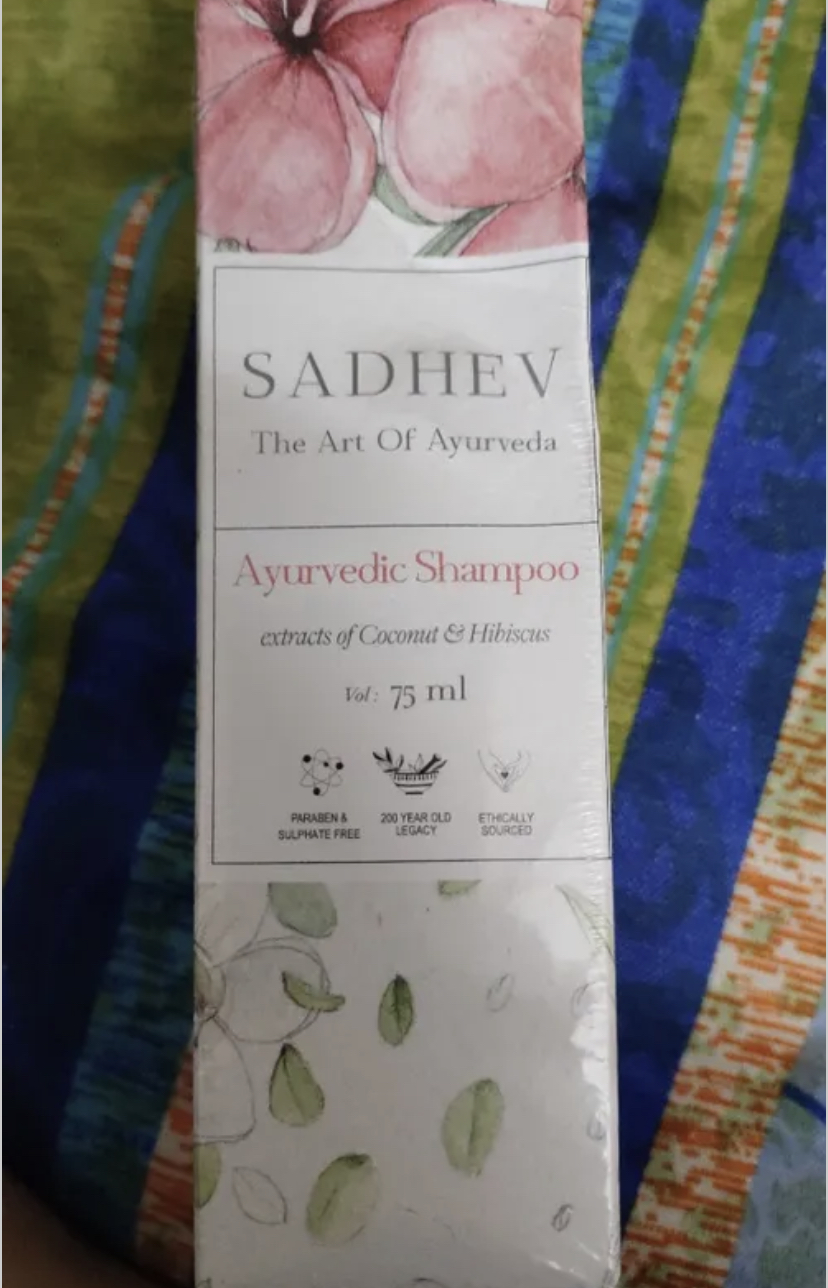 SADHEV
The Art Of Ayurveda
Ayurvedic Shampoo
extracts of Coconut & Hibiscus
Vol: 75 ml
PARABEN &
SULPHATE FREE
200 YEAR OLD
LEGACY
ETHICALLY
SOURCED